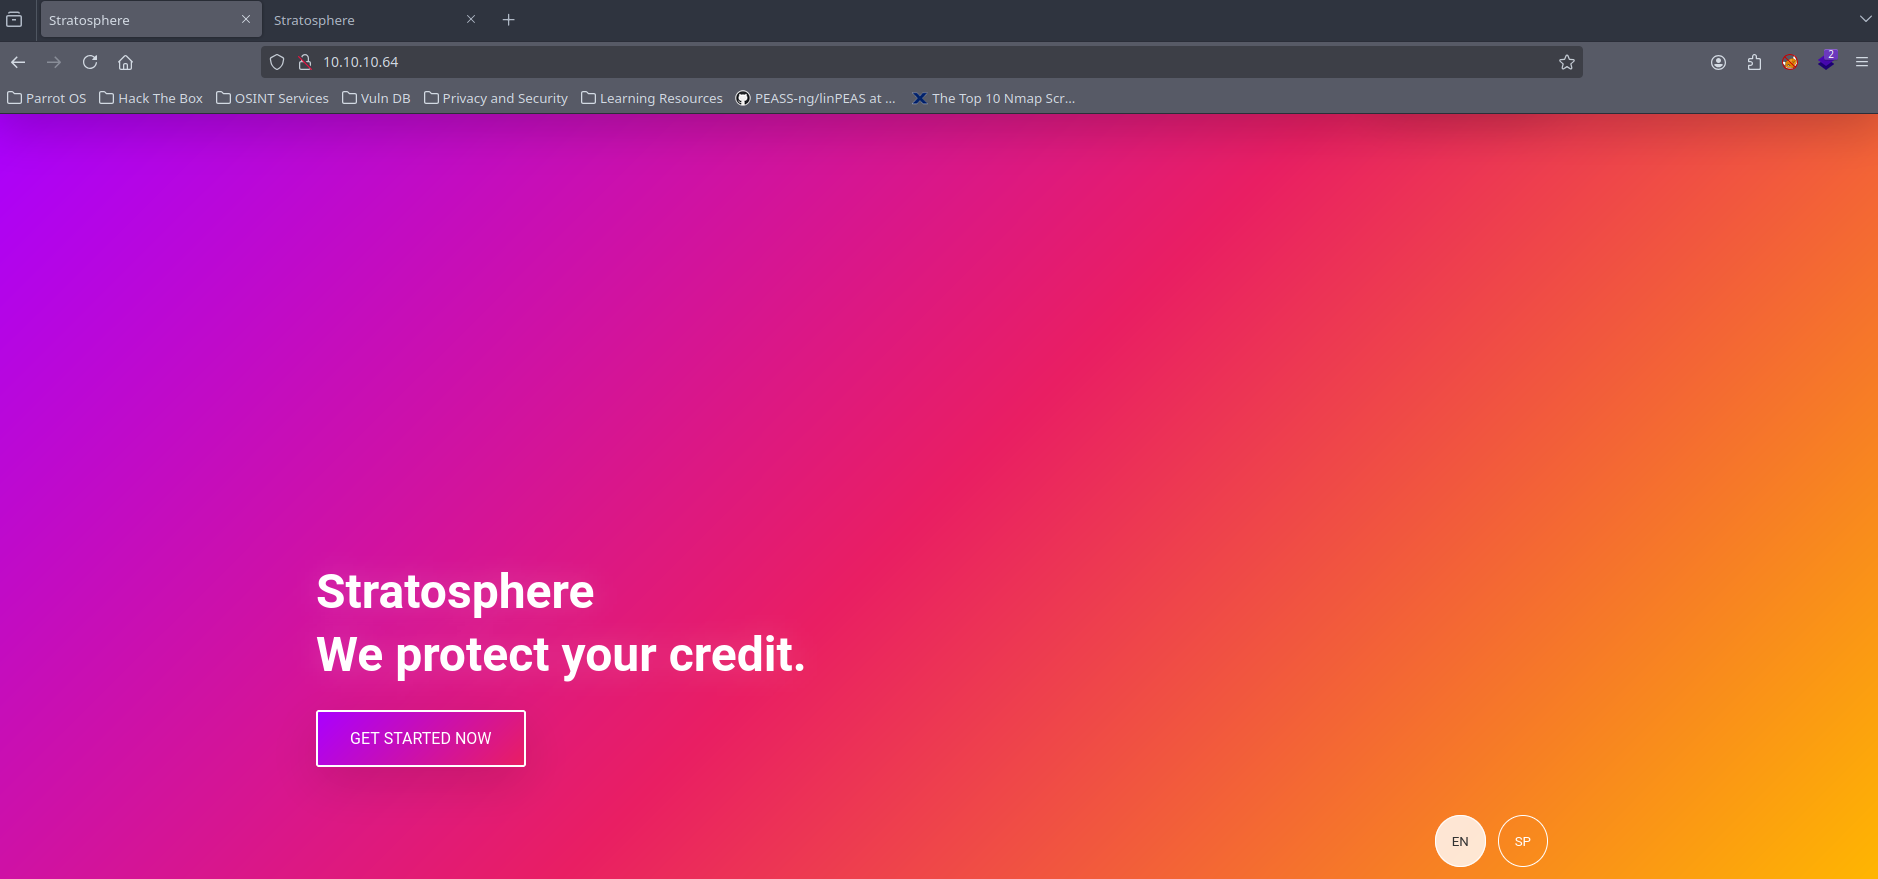 Stratosphere
Stratosphere
10.10.10.64
2
Parrot OS Hack The Box OSINT Services Vuln DB Privacy and Security Learning Resources PEASS-ng/linPEAS at ... The Top 10 Nmap Scr...
Stratosphere
We protect your credit.
GET STARTED NOW
EN SP